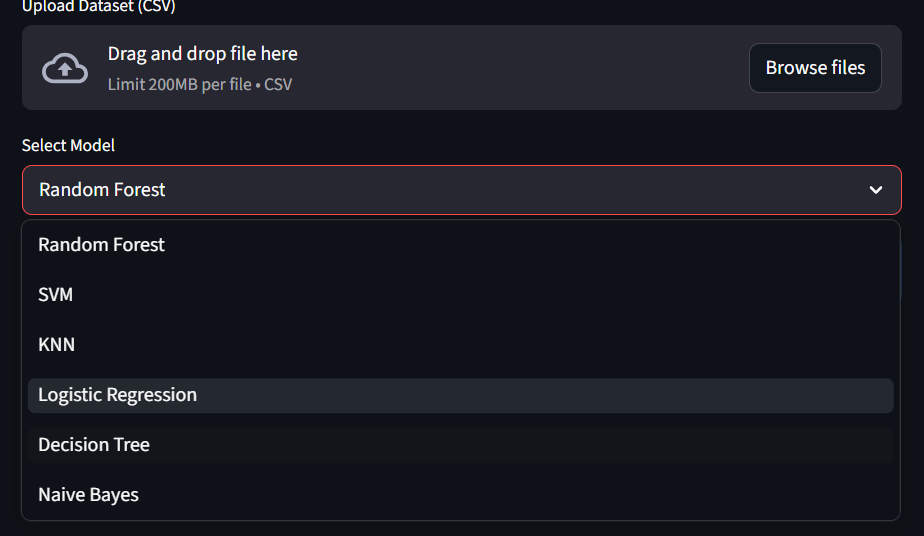 Upload Dataset (CSV)
Drag and drop file here
Limit 200MB per file • CSV
Browse files
Select Model
Random Forest
Random Forest
SVM
KNN
Logistic Regression
Decision Tree
Naive Bayes